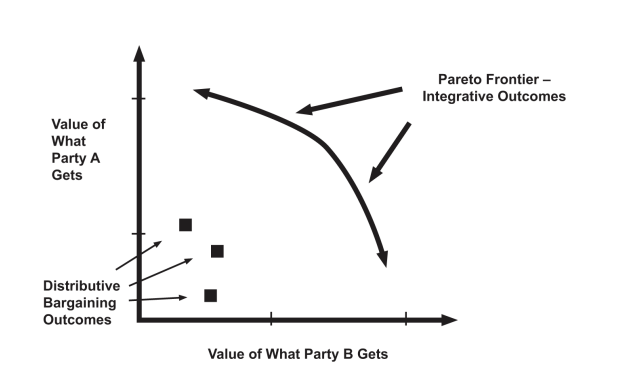 Pareto Frontier –
Integrative Outcomes
Value of
What
Party A
Gets
Distributive
Bargaining
Outcomes
Value of What Party B Gets